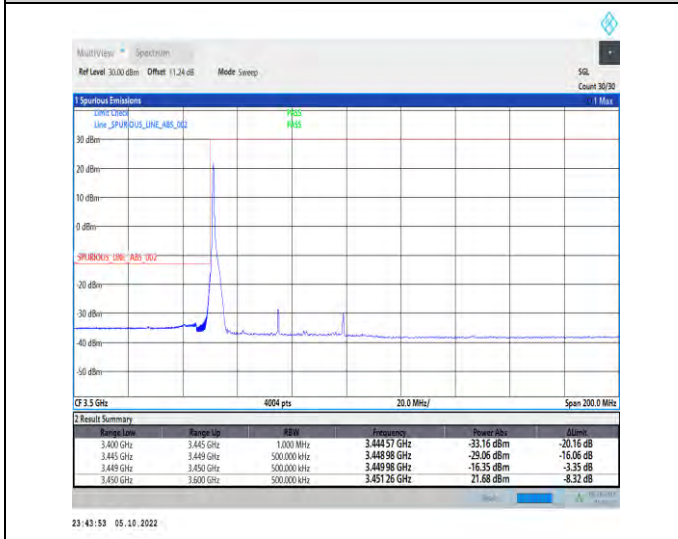 MultiView Spectrum
Ref Level 30.00 dBm Offset 11.24 dB Mode Sweep SGL
Count 30/30
1 Spurious Emissions 1 Max
Limit Check PASS
Line _SPURIOUS_LINE_ABS_002 PASS
30 dBm
20 dBm
10 dBm
0 dBm
_SPURIOUS_LINE_ABS_002
-20 dBm
-30 dBm
-40 dBm
-50 dBm
CF 3.5 GHz 4004 pts 20.0 MHz/ Span 200.0 MHz
2 Result Summary
Range Low Range Up RBW Frequency Power Abs ΔLimit
3.400 GHz 3.445 GHz 1.000 MHz 3.444 57 GHz -33.16 dBm -20.16 dB
3.445 GHz 3.449 GHz 500.000 kHz 3.448 98 GHz -29.06 dBm -16.06 dB
3.449 GHz 3.450 GHz 500.000 kHz 3.449 98 GHz -16.35 dBm -3.35 dB
3.450 GHz 3.600 GHz 500.000 kHz 3.451 26 GHz 21.68 dBm -8.32 dB
23:43:53 05.10.2022